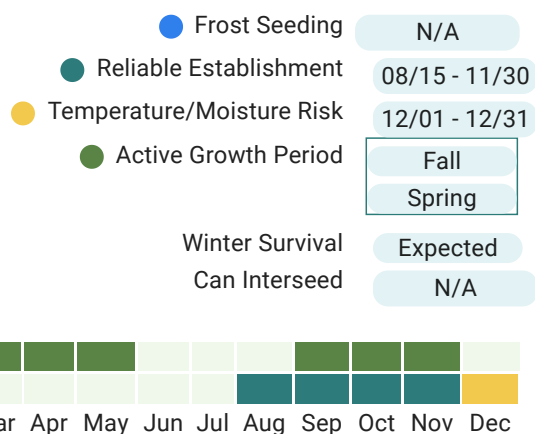 Frost Seeding N/A
Reliable Establishment 08/15 - 11/30
Temperature/Moisture Risk 12/01 - 12/31
Active Growth Period Fall
Spring
Winter Survival Expected
Can Interseed N/A
ar Apr May Jun Jul Aug Sep Oct Nov Dec